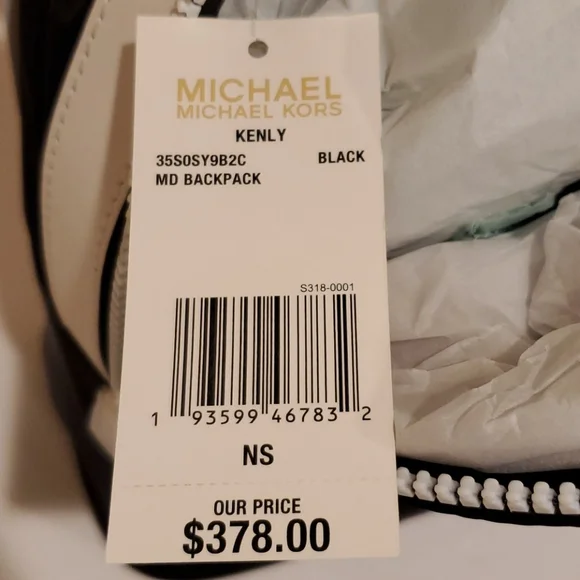 MICHAEL
MICHAEL KORS
KENLY
35S0SY9B2C BLACK
MD BACKPACK
S318-0001
1 93599 46783 2
NS
OUR PRICE
$378.00